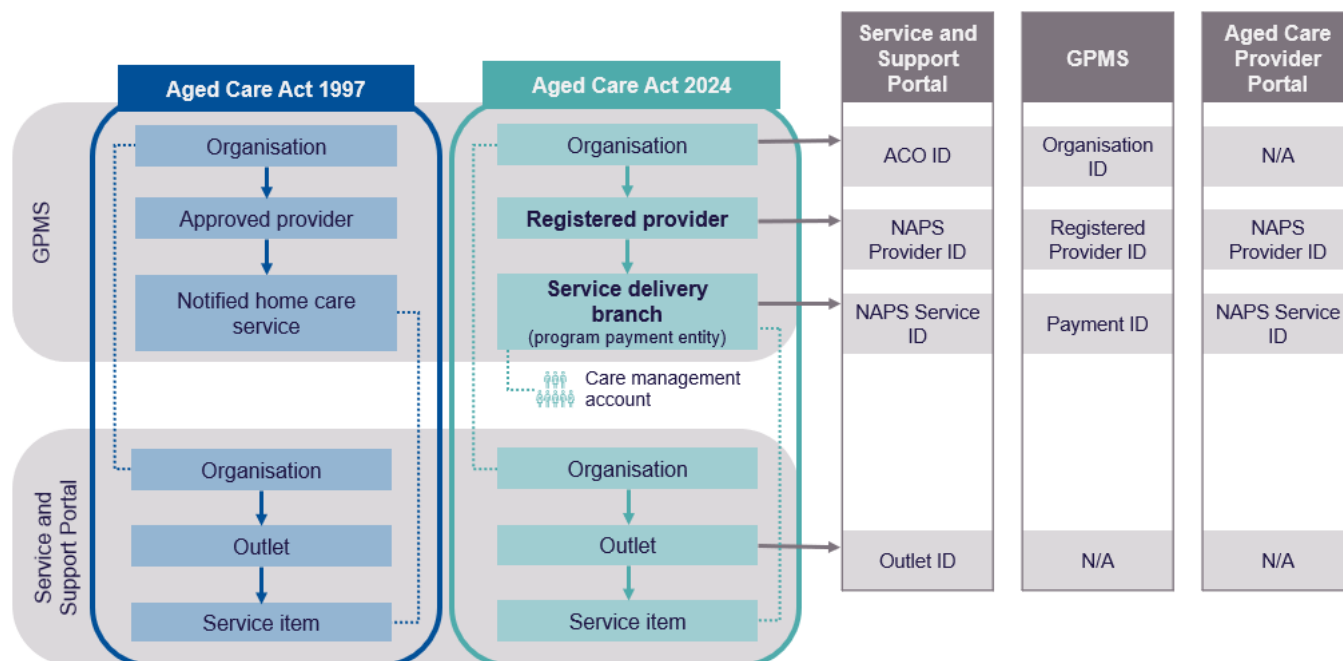 Aged Care Act 1997
Aged Care Act 2024
Service and
Support
Portal
GPMS
Aged Care
Provider
Portal
GPMS
Organisation
Approved provider
Notified home care
service
Organisation
Registered provider
Service delivery
branch
(program payment entity)
Care management
account
ACO ID
Organisation
ID
N/A
NAPS
Provider ID
Registered
Provider ID
NAPS
Provider ID
NAPS Service
ID
Payment ID
NAPS Service
ID
Service and
Support Portal
Organisation
Outlet
Service item
Organisation
Outlet
Service item
Outlet ID
N/A
N/A